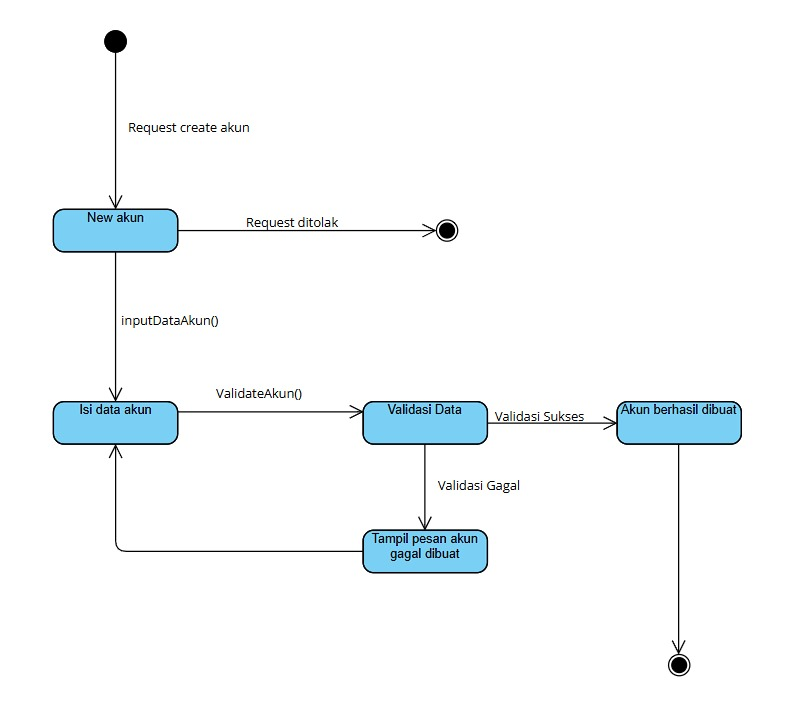 Request create akun
New akun
Request ditolak
inputDataAkun()
Isi data akun
ValidateAkun()
Validasi Data
Validasi Sukses
Akun berhasil dibuat
Validasi Gagal
Tampil pesan akun
gagal dibuat